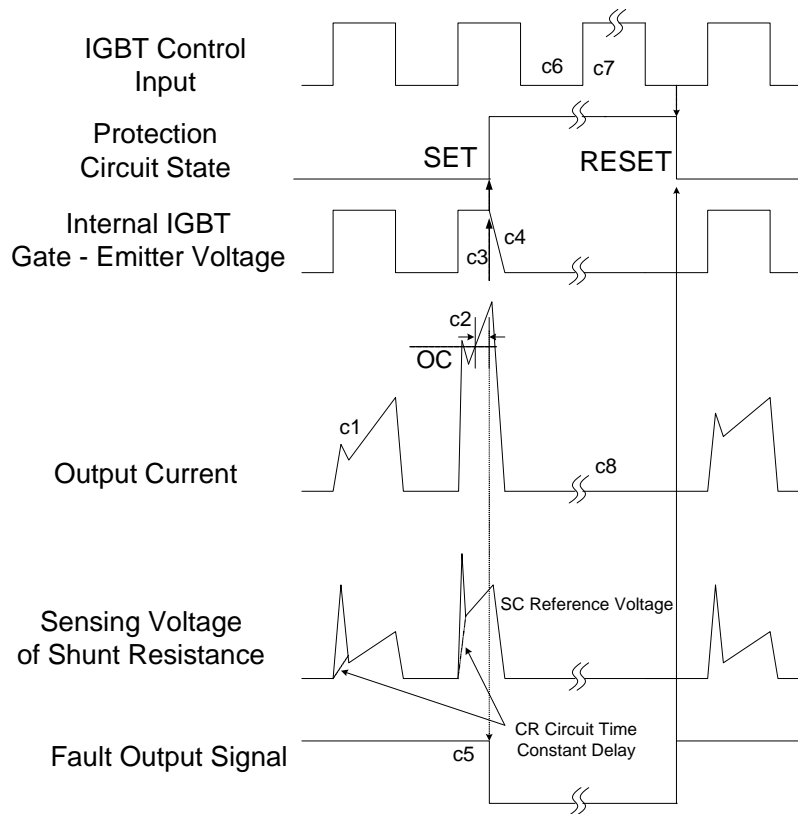 IGBT Control
Input
c6
c7
Protection
Circuit State
SET
RESET
Internal IGBT
Gate - Emitter Voltage
c3
c4
c2
OC
c1
Output Current
c8
SC Reference Voltage
Sensing Voltage
of Shunt Resistance
CR Circuit Time
Constant Delay
Fault Output Signal
c5